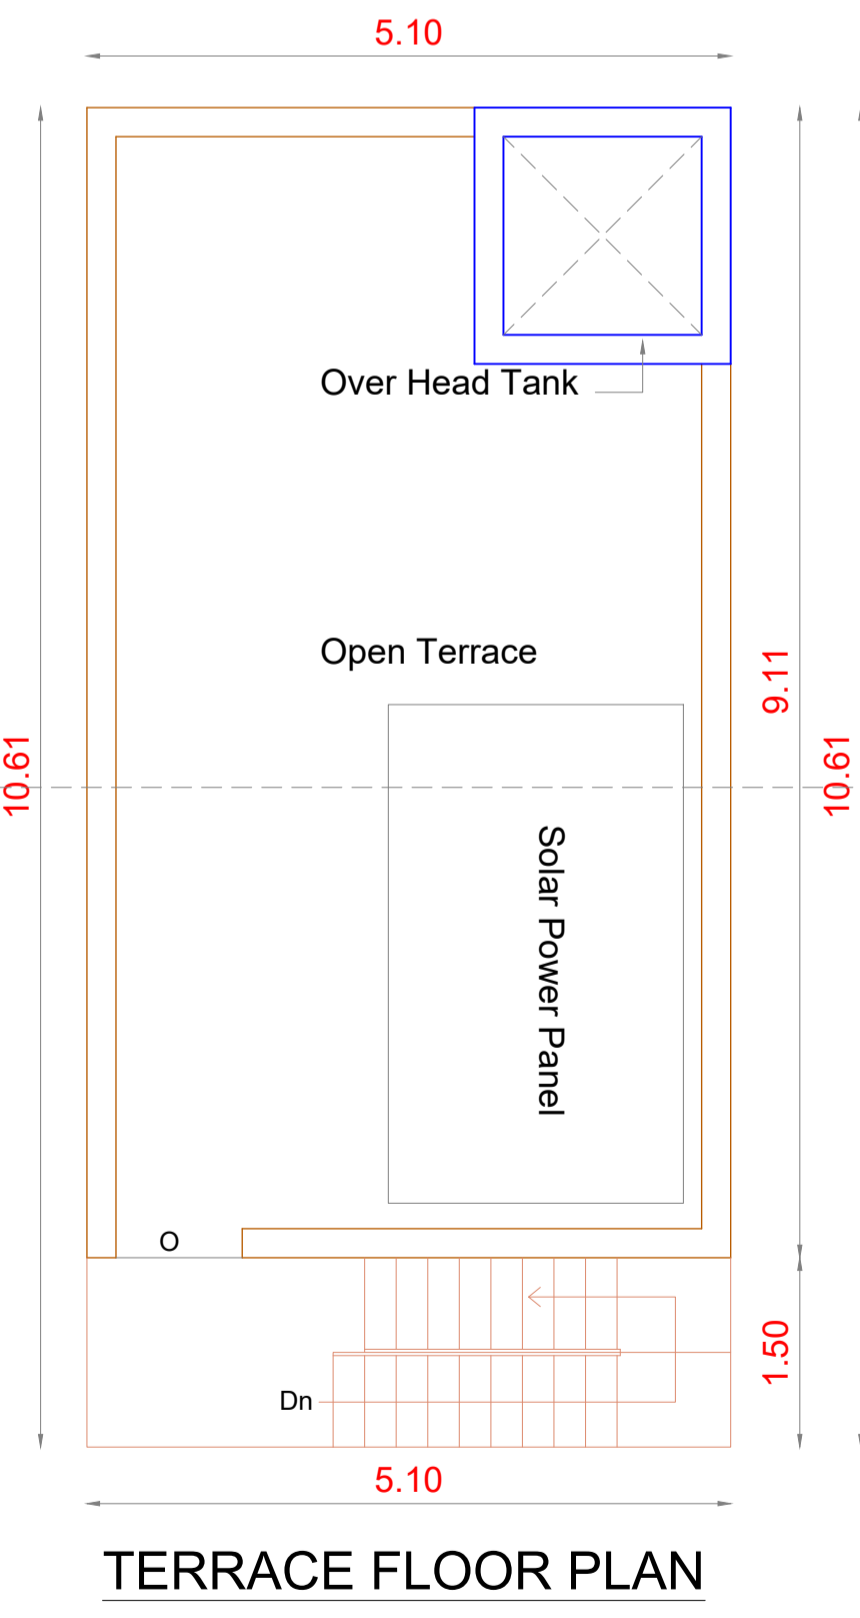 5.10
Over Head Tank
Open Terrace
9.11
10.61
10.61
Solar Power Panel
O
1.50
Dn
5.10
TERRACE FLOOR PLAN